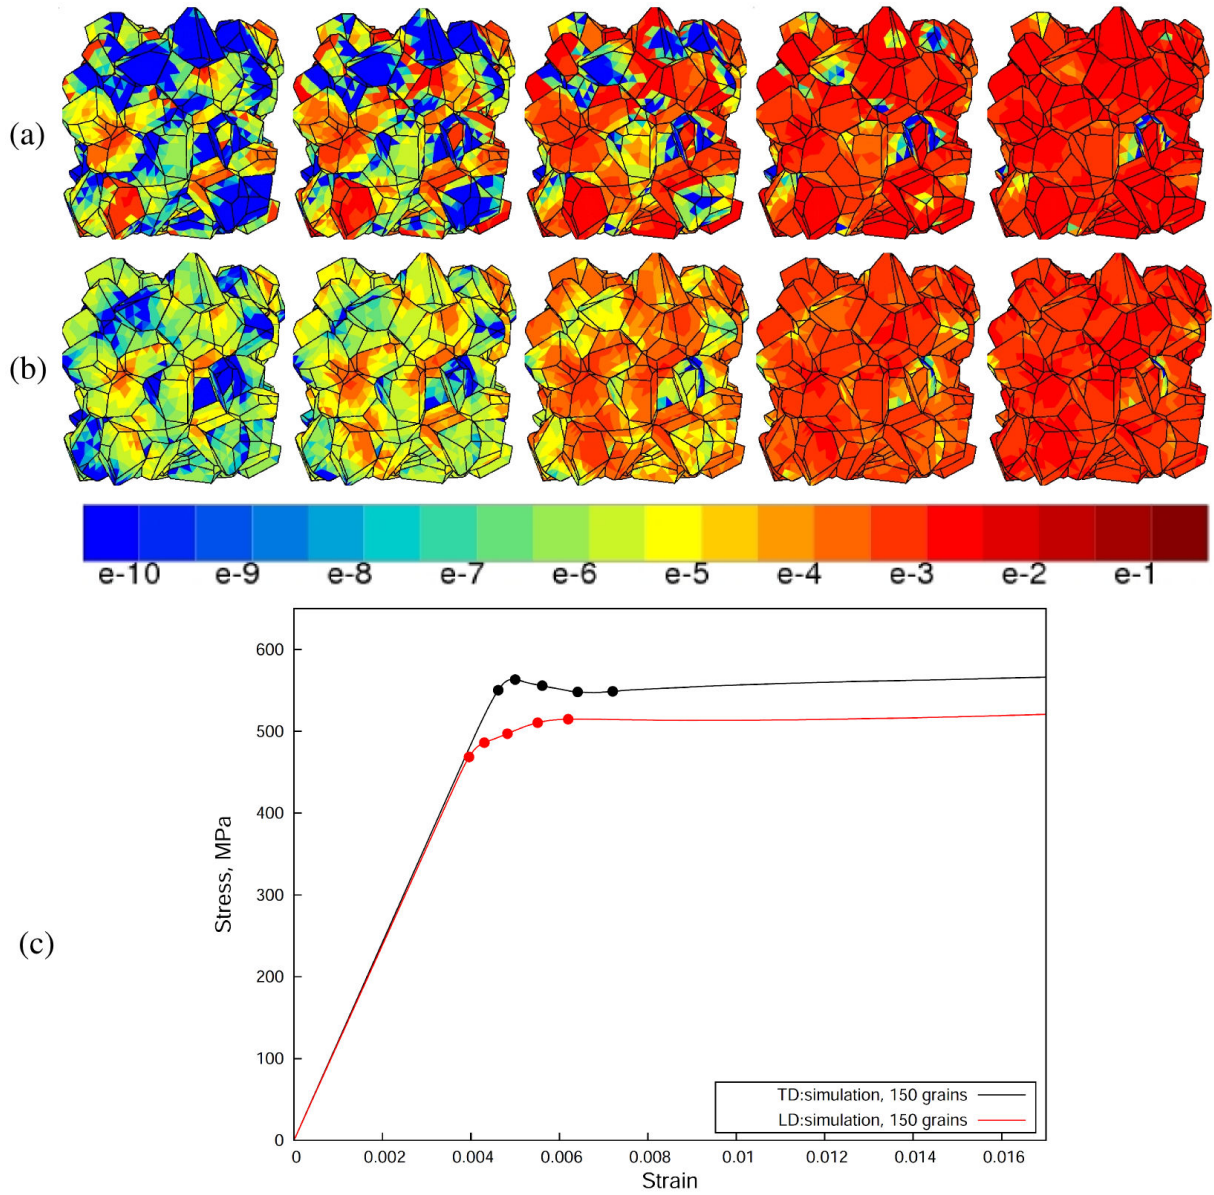 (a)
(b)
e-10 e-9 e-8 e-7 e-6 e-5 e-4 e-3 e-2 e-1
(c)
Stress, MPa
600
500
400
300
200
100
0
TD:simulation, 150 grains
LD:simulation, 150 grains
0 0.002 0.004 0.006 0.008 0.01 0.012 0.014 0.016
Strain